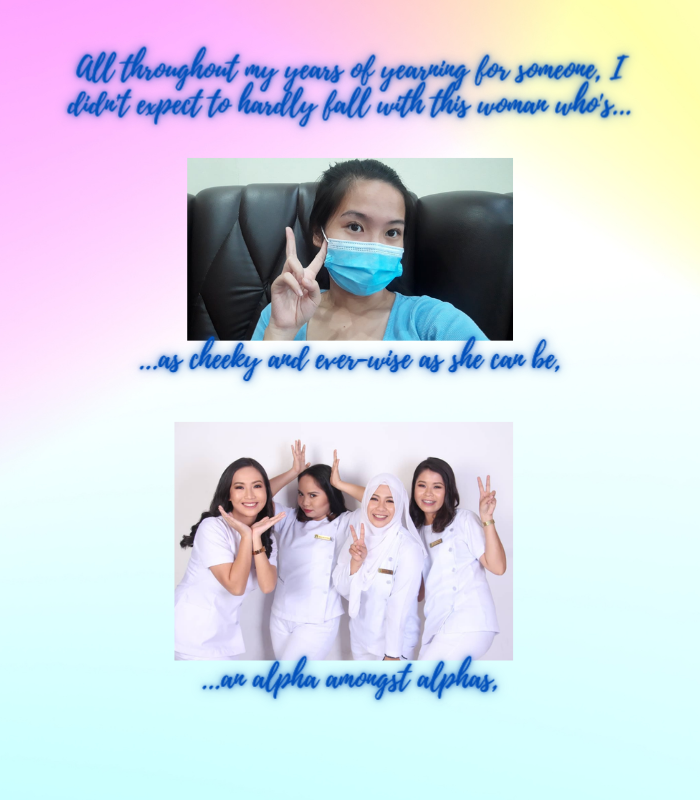 All throughout my years of yearning for someone, I
didn't expect to hardly fall with this woman who's...
...as cheeky and ever-wise as she can be,
...an alpha amongst alphas,